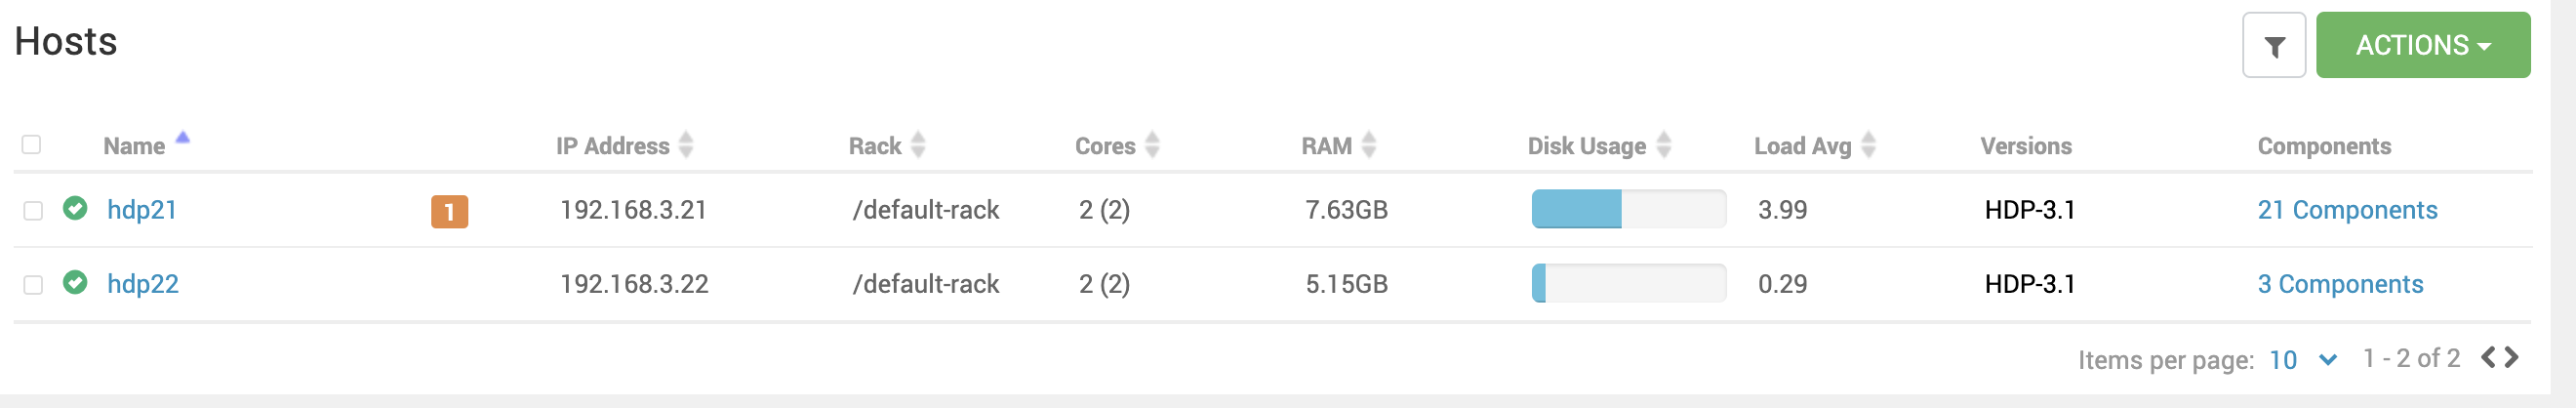 Hosts
ACTIONS
Name IP Address Rack Cores RAM Disk Usage Load Avg Versions Components
hdp21 1 192.168.3.21 /default-rack 2 (2) 7.63GB 3.99 HDP-3.1 21 Components
hdp22 192.168.3.22 /default-rack 2 (2) 5.15GB 0.29 HDP-3.1 3 Components
Items per page: 10 1 - 2 of 2